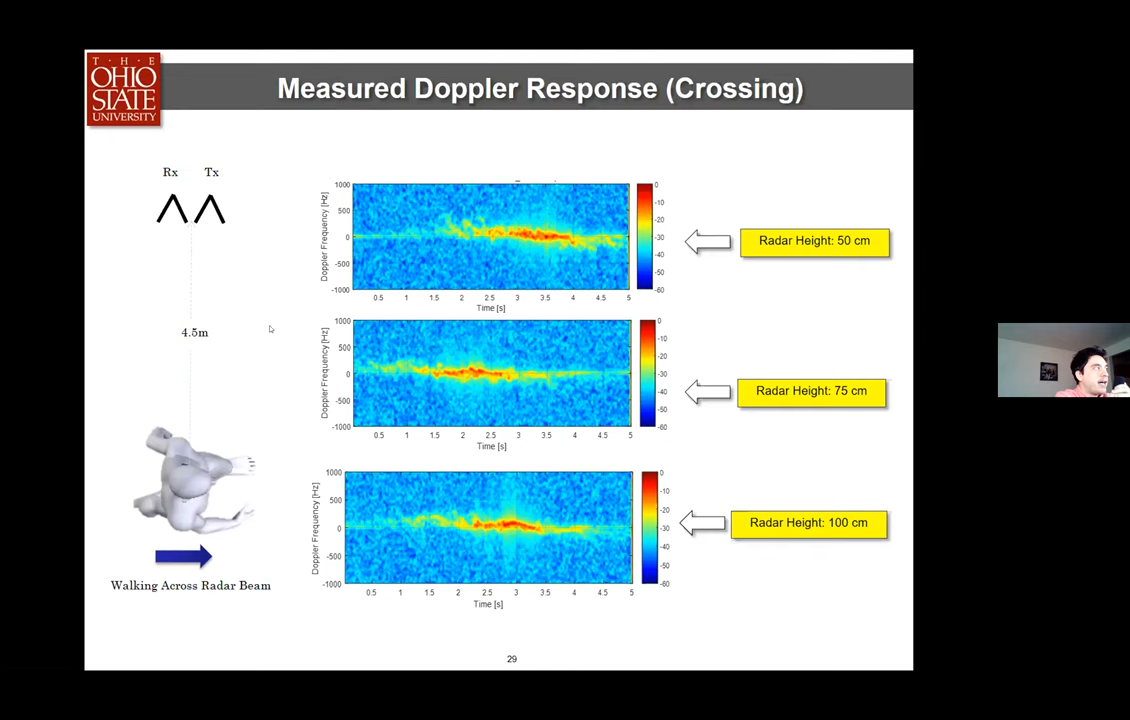 T · H · E
OHIO
STATE
UNIVERSITY
Measured Doppler Response (Crossing)
Rx Tx
4.5m
Walking Across Radar Beam
Doppler Frequency [Hz]
1000
500
0
-500
-1000
0.5 1 1.5 2 2.5 3 3.5 4 4.5 5
Time [s]
0
-10
-20
-30
-40
-50
-60
Radar Height: 50 cm
Doppler Frequency [Hz]
1000
500
0
-500
-1000
0.5 1 1.5 2 2.5 3 3.5 4 4.5 5
Time [s]
0
-10
-20
-30
-40
-50
-60
Radar Height: 75 cm
Doppler Frequency [Hz]
1000
500
0
-500
-1000
0.5 1 1.5 2 2.5 3 3.5 4 4.5 5
Time [s]
0
-10
-20
-30
-40
-50
-60
Radar Height: 100 cm
29